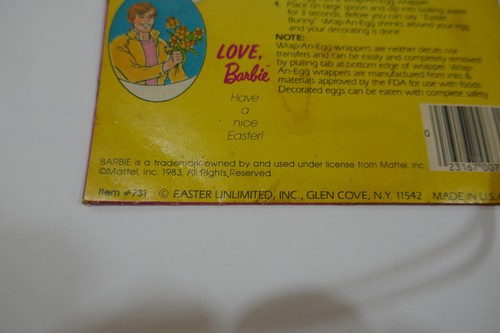 4. Place on large spoon and dip into boiling water
for 3 seconds. Before you can say "Easter
Bunny," Wrap-An-Egg shrinks around your egg
and your decorating is done.
NOTE:
Wrap-An-Egg wrappers are neither decals nor
transfers and can be easily and completely removed
by pulling tab at bottom edge of wrapper. Wrap-
An-Egg wrappers are manufactured from inks &
materials approved by the FDA for use with foods.
Decorated eggs can be eaten with complete safety.
LOVE,
Barbie
Have
a
nice
Easter!
0
23167 007
BARBIE is a trademark owned by and used under license from Mattel, Inc.
©Mattel, Inc. 1983. All Rights Reserved.
Item #731 © EASTER UNLIMITED, INC., GLEN COVE, N.Y. 11542 MADE IN U.S.